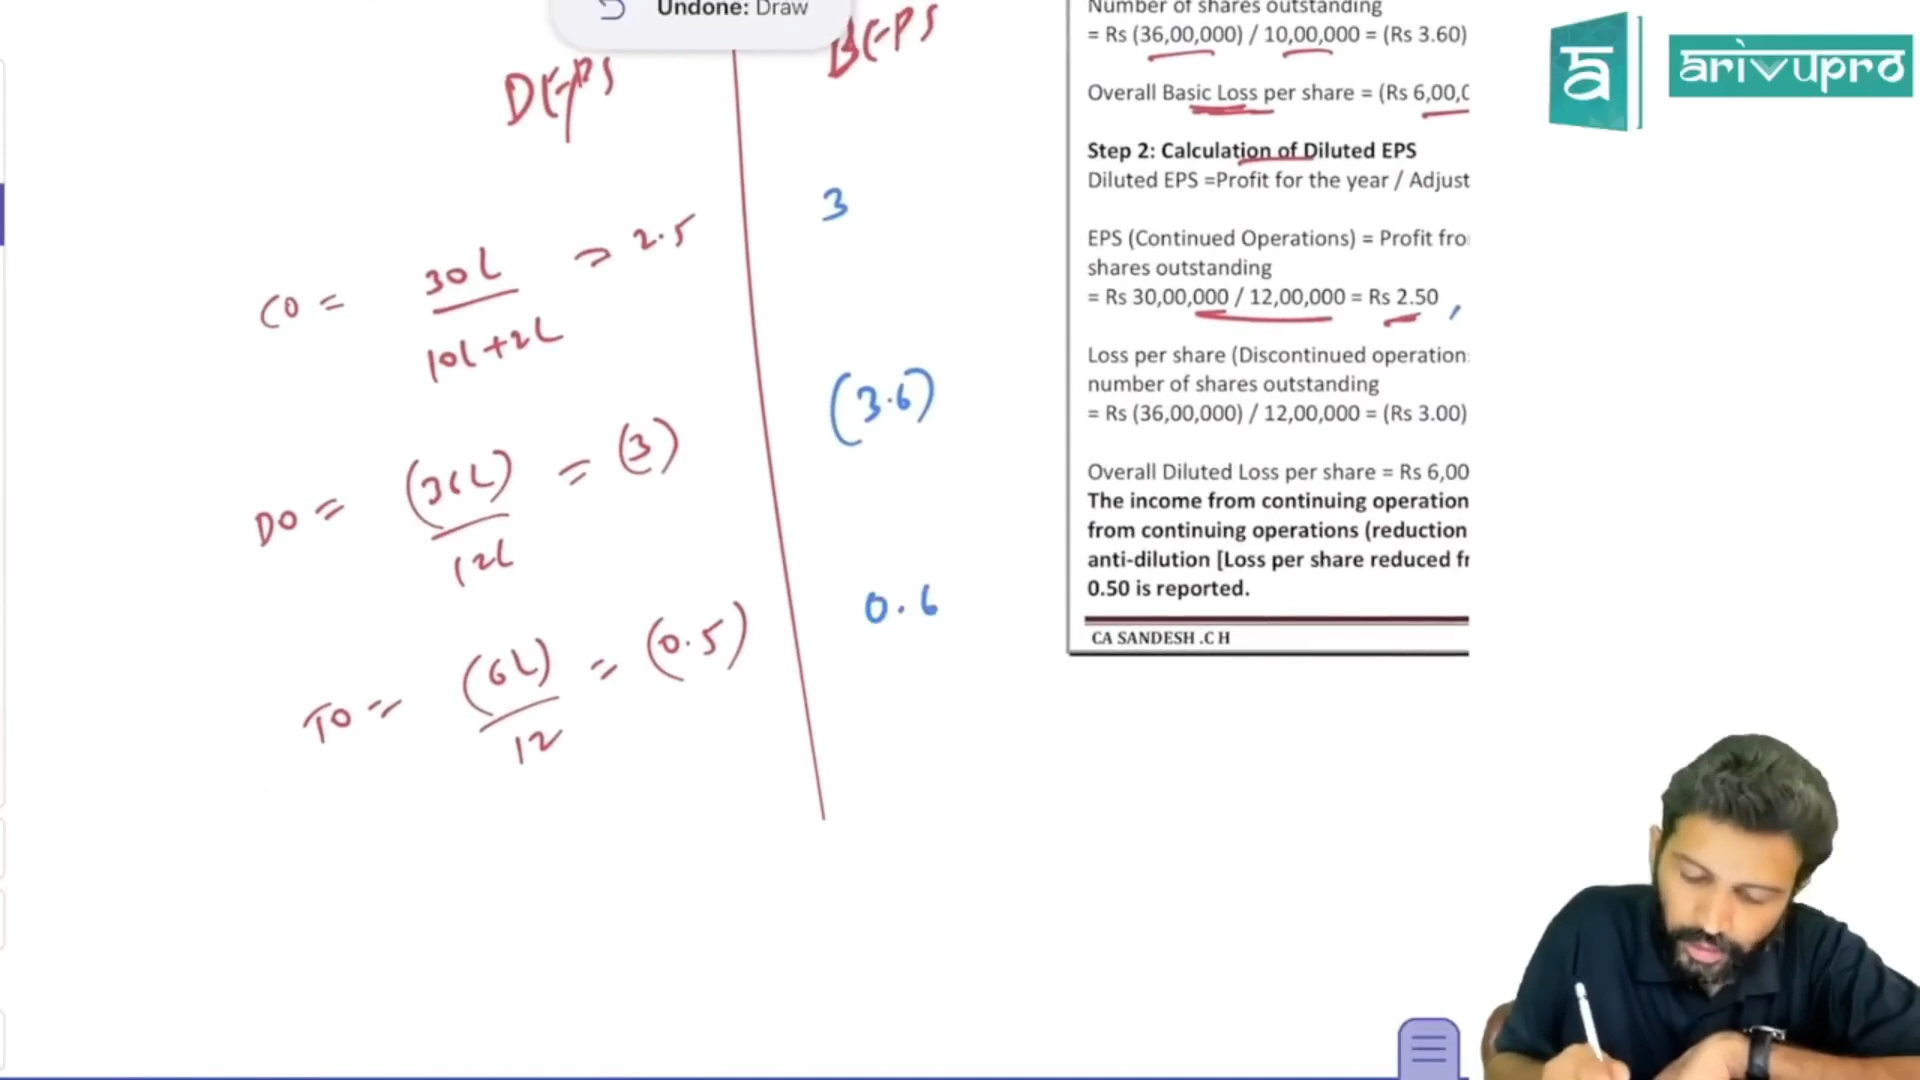 Undone: Draw
DEPS
BEPS
3
CO = 30L / 10L+2L = 2.5
(3.6)
DO = (36L) / 12L = (3)
0.6
TO = (6L) / 12 = (0.5)
Number of shares outstanding
= Rs (36,00,000) / 10,00,000 = (Rs 3.60)
Overall Basic Loss per share = (Rs 6,00,0
Step 2: Calculation of Diluted EPS
Diluted EPS =Profit for the year / Adjust
EPS (Continued Operations) = Profit fro
shares outstanding
= Rs 30,00,000 / 12,00,000 = Rs 2.50
Loss per share (Discontinued operation
number of shares outstanding
= Rs (36,00,000) / 12,00,000 = (Rs 3.00)
Overall Diluted Loss per share = Rs 6,00
The income from continuing operation
from continuing operations (reduction
anti-dilution [Loss per share reduced fr
0.50 is reported.
CA SANDESH .C H
arivupro